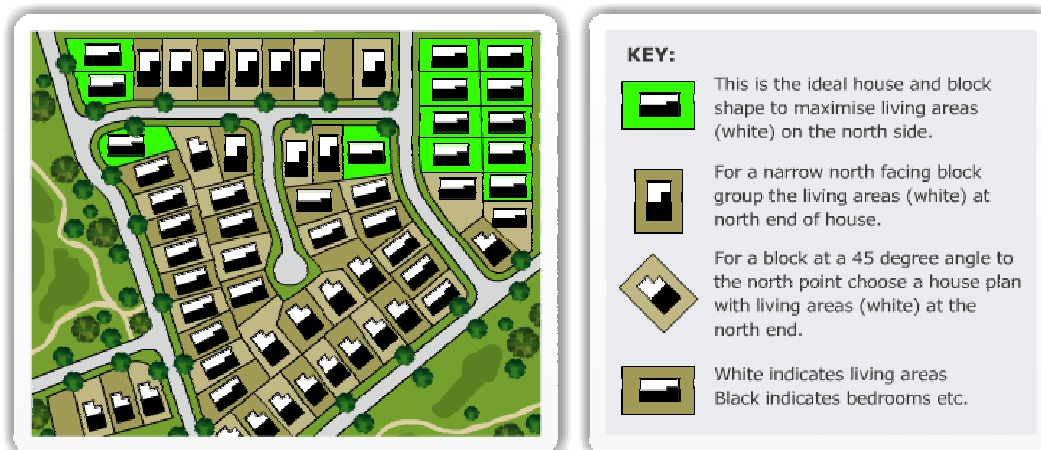 KEY:
This is the ideal house and block
shape to maximise living areas
(white) on the north side.
For a narrow north facing block
group the living areas (white) at
north end of house.
For a block at a 45 degree angle to
the north point choose a house plan
with living areas (white) at the
north end.
White indicates living areas
Black indicates bedrooms etc.